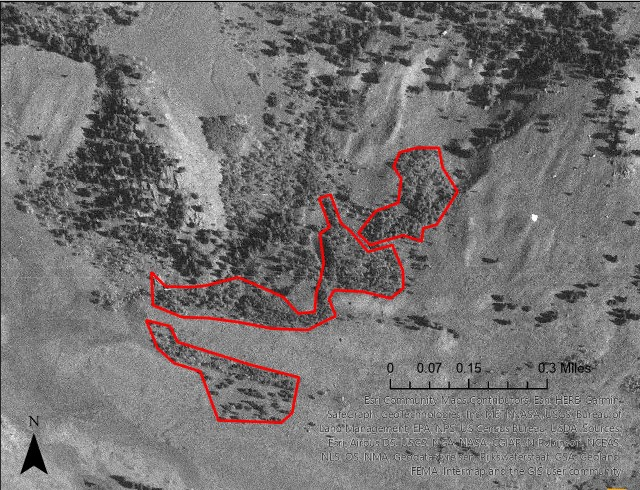 0 0.07 0.15 0.3 Miles
Esri Community Maps Contributors, Esri, HERE, Garmin,
SafeGraph, GeoTechnologies, Inc, METI/NASA, USGS, Bureau of
Land Management, EPA, NPS, US Census Bureau, USDA, Sources:
Esri, Airbus DS, USGS, NGA, NASA, CGIAR, N Robinson, NCEAS,
NLS, OS, NMA, Geodatastyrelsen, Rijkswaterstaat, GSA, Geoland,
FEMA, Intermap and the GIS user community
N